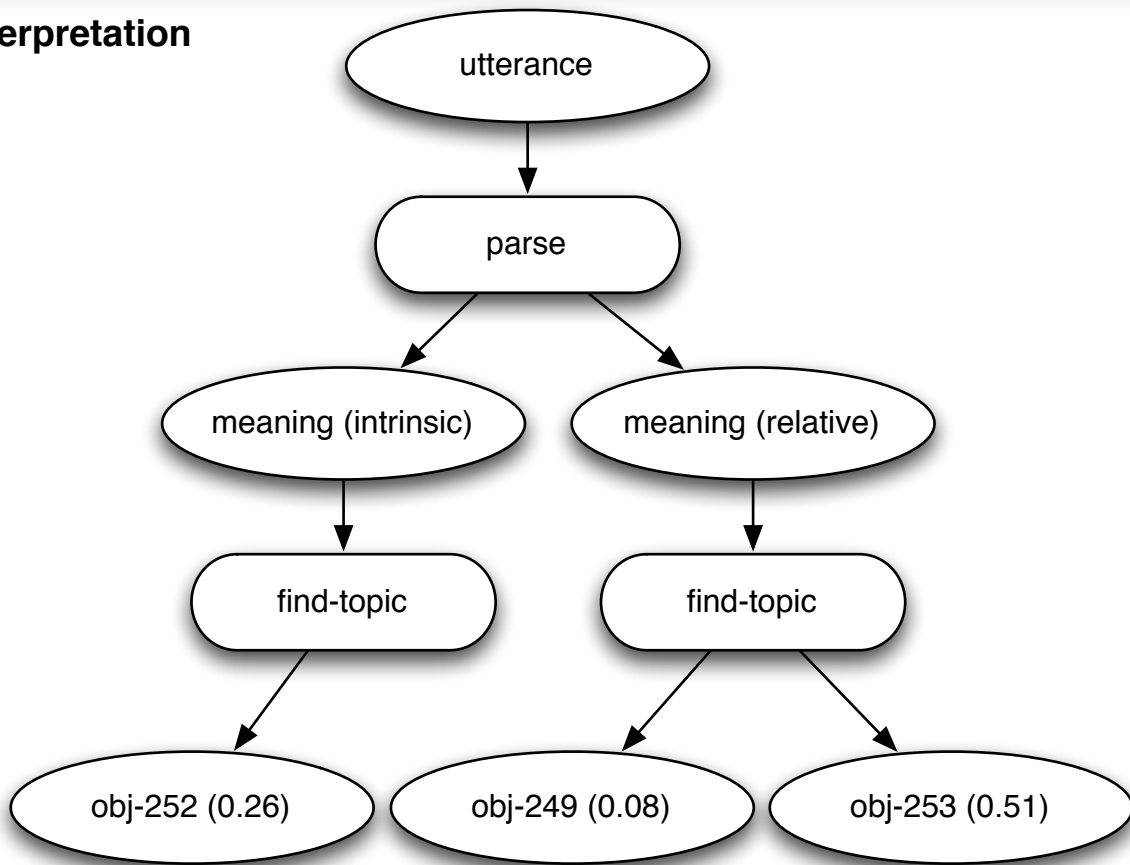 erpretation
utterance
parse
meaning (intrinsic)
meaning (relative)
find-topic
find-topic
obj-252 (0.26)
obj-249 (0.08)
obj-253 (0.51)